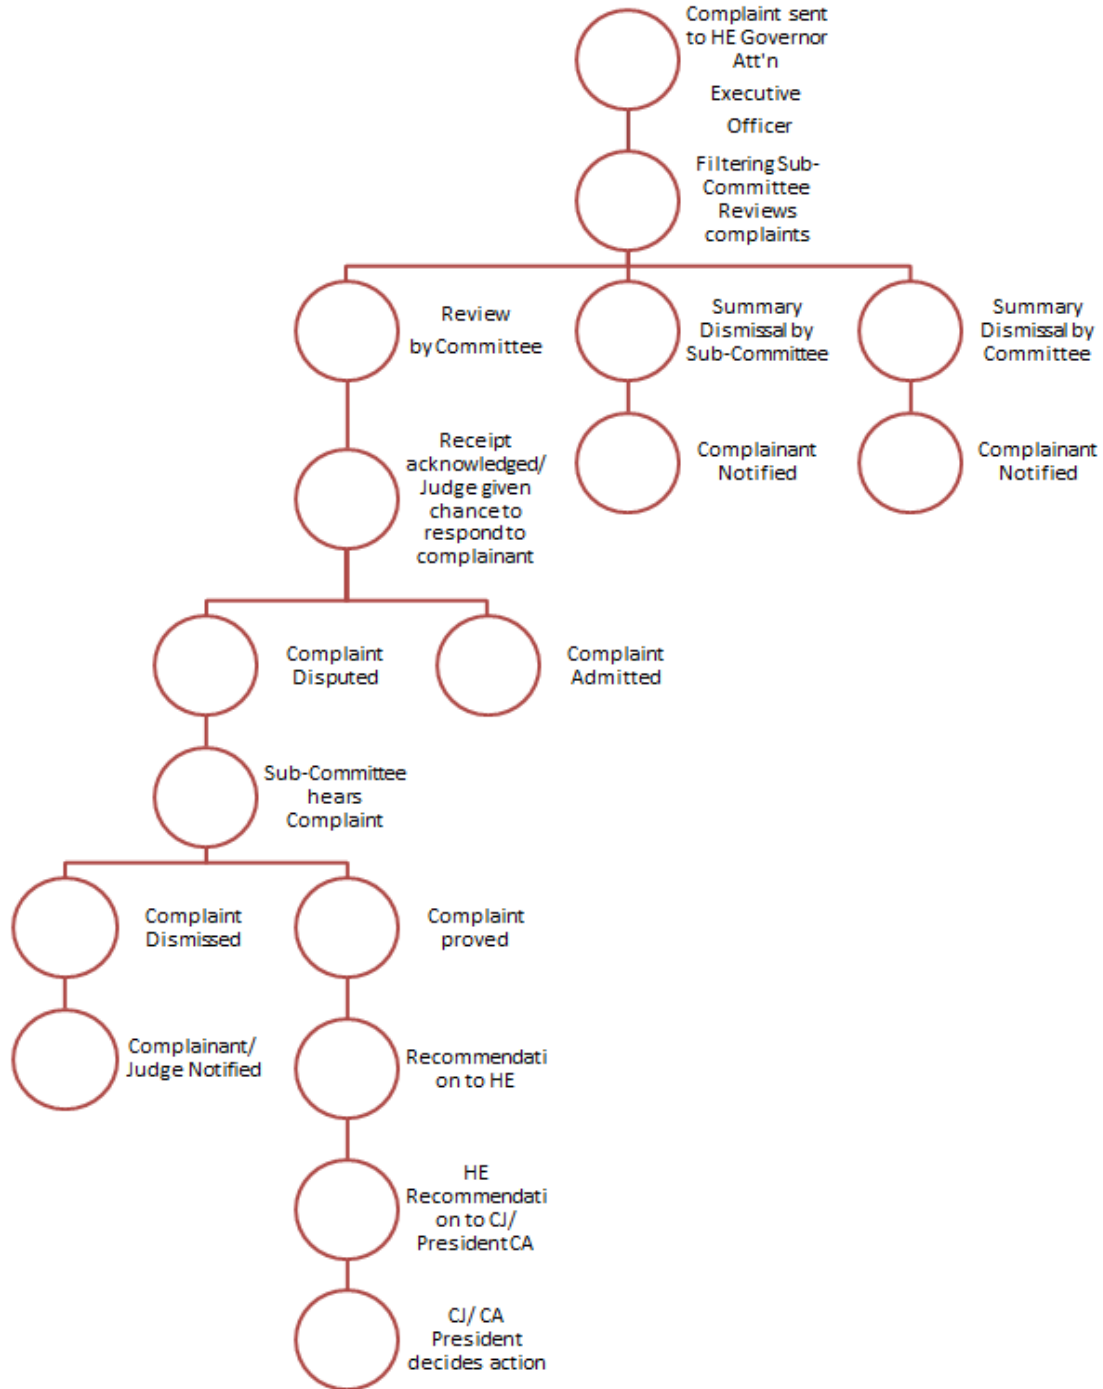 Complaint sent
to HE Governor
Att'n
Executive
Officer
Filtering Sub-
Committee
Reviews
complaints
Review
by Committee
Summary
Dismissal by
Sub-Committee
Summary
Dismissal by
Committee
Receipt
acknowledged/
Judge given
chance to
respond to
complainant
Complainant
Notified
Complainant
Notified
Complaint
Disputed
Complaint
Admitted
Sub-Committee
hears
Complaint
Complaint
Dismissed
Complaint
proved
Complainant/
Judge Notified
Recommendati
on to HE
HE
Recommendati
on to CJ/
President CA
CJ/ CA
President
decides action